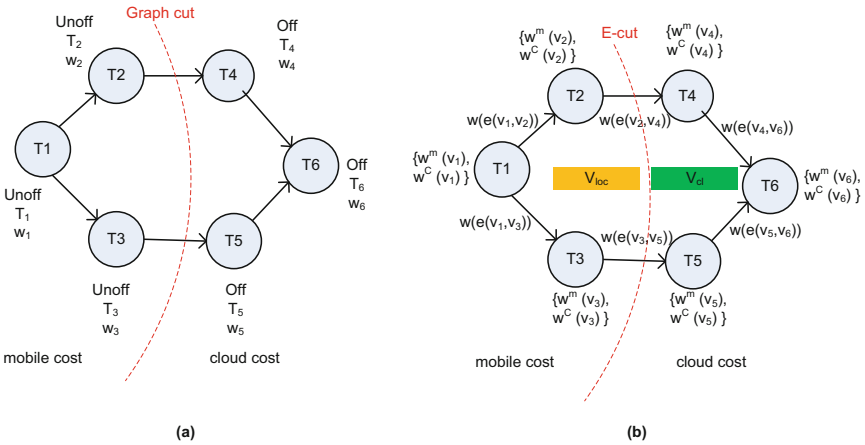 Graph cut
Unoff
T2
w2
Off
T4
w4
T2
T4
T1
T6
Unoff
T1
w1
Off
T6
w6
T3
T5
Unoff
T3
w3
Off
T5
w5
mobile cost
cloud cost
(a)
E-cut
{w^m (v2),
w^C (v2) }
{w^m (v4),
w^C (v4) }
T2
T4
w(e(v1,v2))
w(e(v2,v4))
w(e(v4,v6))
{w^m (v1),
w^C (v1) }
T1
Vloc
Vcl
T6
{w^m (v6),
w^C (v6) }
w(e(v1,v3))
w(e(v3,v5))
w(e(v5,v6))
T3
T5
{w^m (v3),
w^C (v3) }
{w^m (v5),
w^C (v5) }
mobile cost
cloud cost
(b)